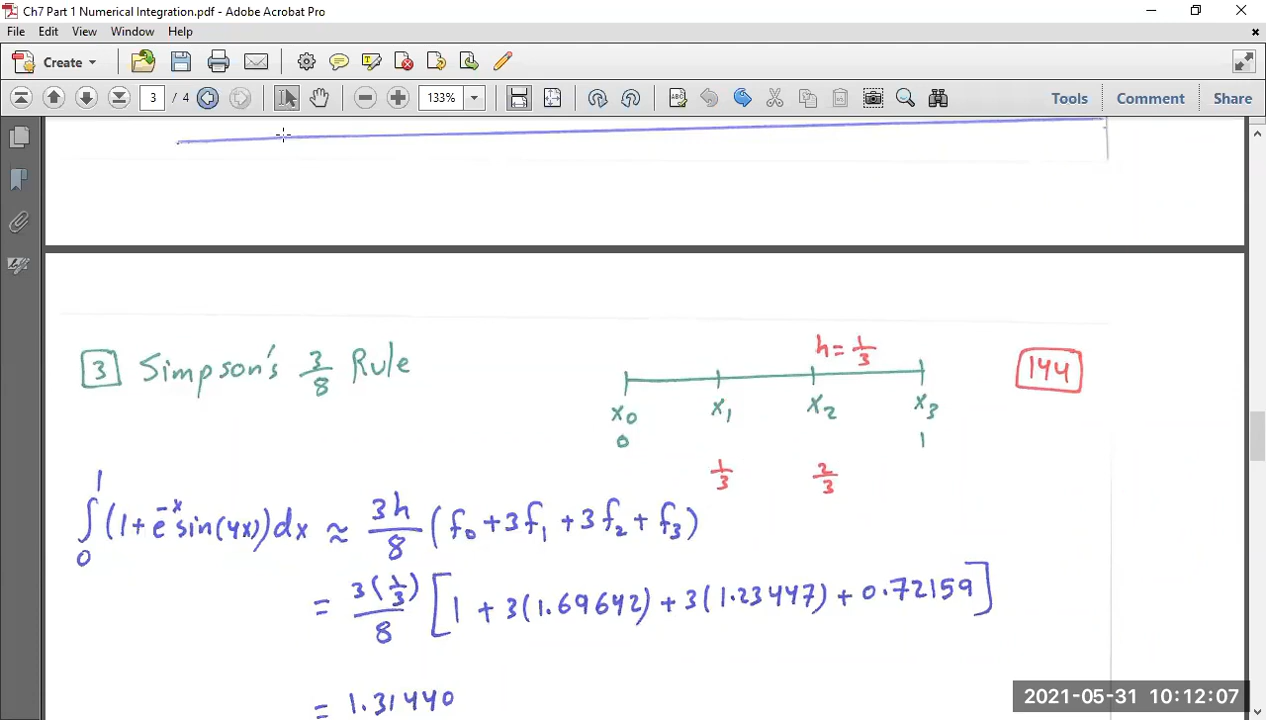 Ch7 Part 1 Numerical Integration.pdf - Adobe Acrobat Pro
File Edit View Window Help
Create
3 / 4 133% Tools Comment Share
3 Simpson's 3/8 Rule
h = 1/3
144
x₀ x₁ x₂ x₃
0 1
1/3 2/3
∫₀¹ (1 + e⁻ˣ sin(4x)) dx ≈ 3h/8 (f₀ + 3f₁ + 3f₂ + f₃)
= 3(1/3)/8 [1 + 3(1.69642) + 3(1.23447) + 0.72159]
= 1.31440
2021-05-31 10:12:07